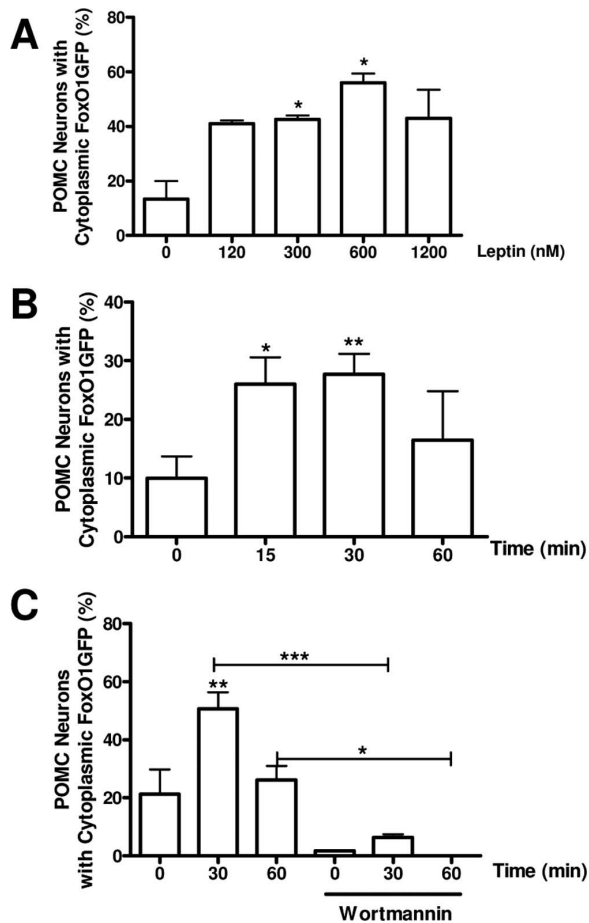 A
POMC Neurons with
Cytoplasmic FoxO1GFP (%)
80
60
40
20
0
*
*
0 120 300 600 1200 Leptin (nM)
B
POMC Neurons with
Cytoplasmic FoxO1GFP (%)
40
30
20
10
0
*
**
0 15 30 60 Time (min)
C
POMC Neurons
with Cytoplasmic FoxO1GFP (%)
80
60
40
20
0
***
**
*
0 30 60 0 30 60 Time (min)
Wortmannin